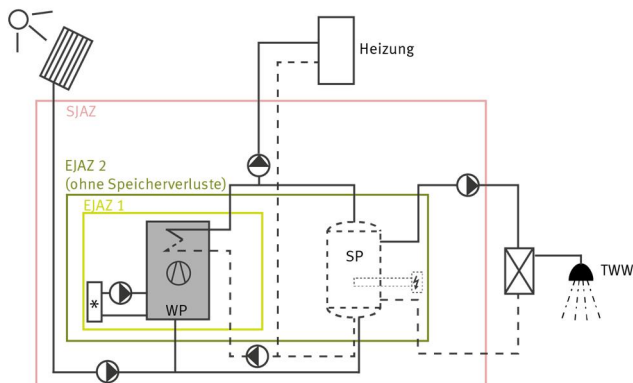 Heizung
SJAZ
EJAZ 2
(ohne Speicherverluste)
EJAZ 1
SP
TWW
*
WP